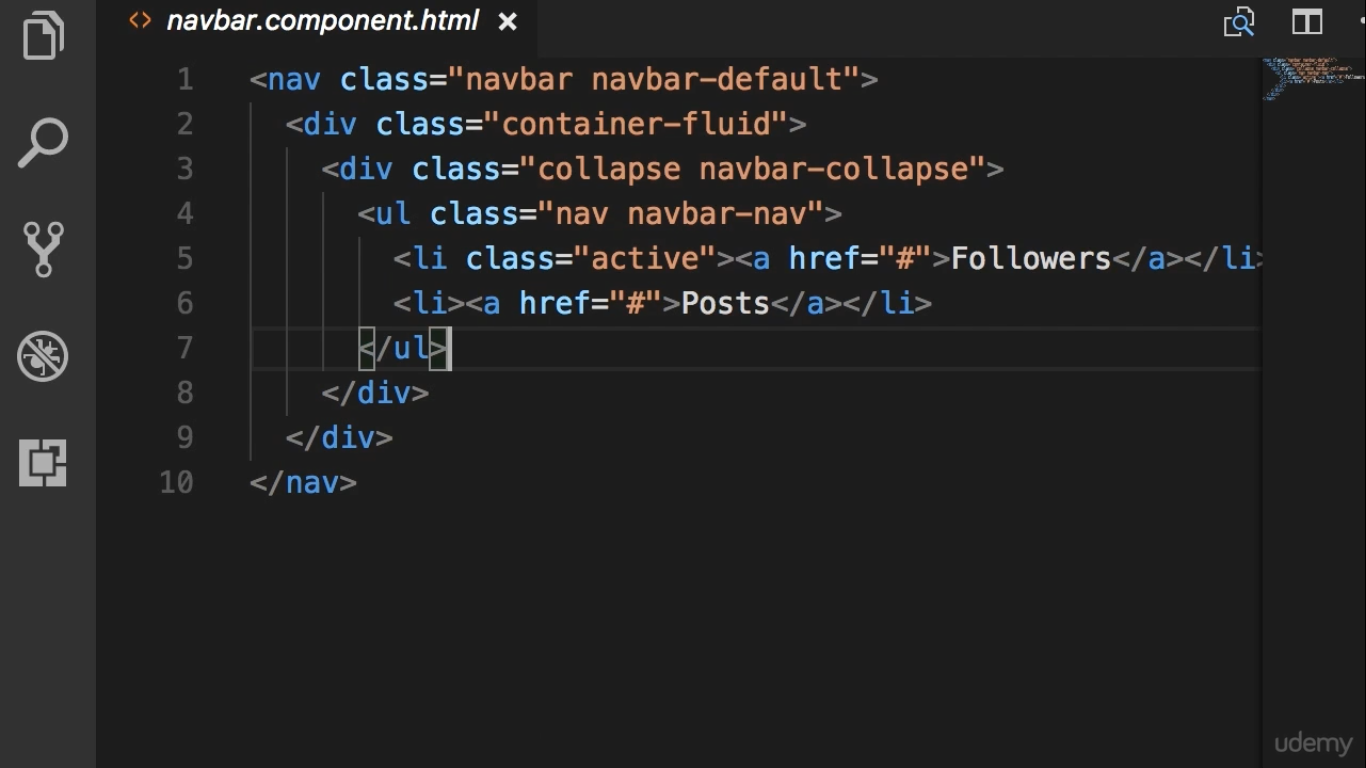 navbar.component.html
1 <nav class="navbar navbar-default">
2 <div class="container-fluid">
3 <div class="collapse navbar-collapse">
4 <ul class="nav navbar-nav">
5 <li class="active"><a href="#">Followers</a></li>
6 <li><a href="#">Posts</a></li>
7 </ul>
8 </div>
9 </div>
10 </nav>
udemy